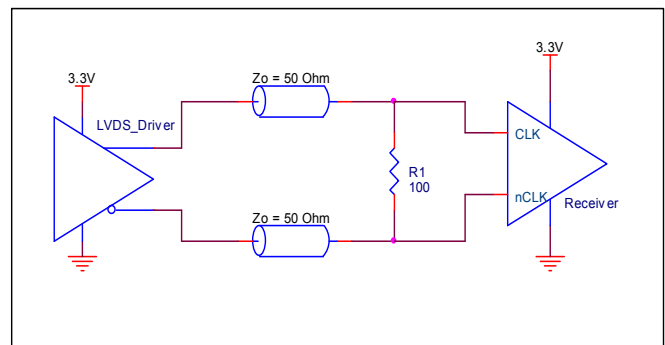 3.3V
LVDS_Driver
Zo = 50 Ohm
Zo = 50 Ohm
R1
100
3.3V
CLK
nCLK
Receiver